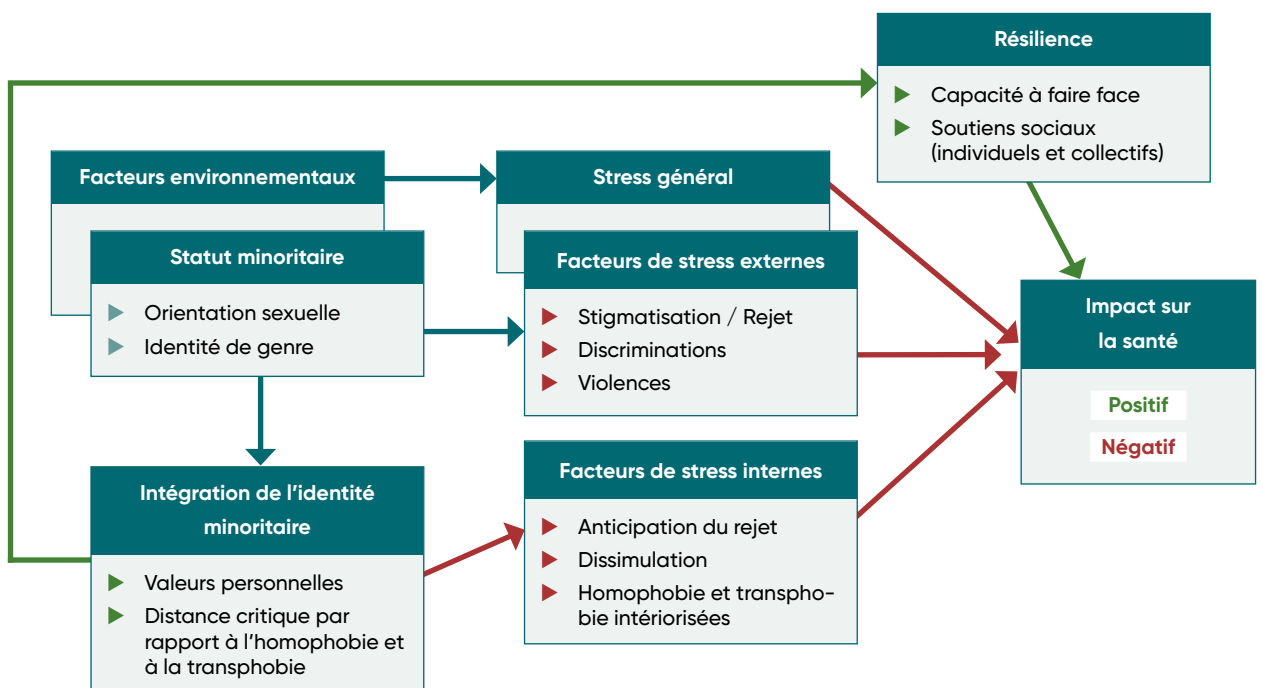 Résilience
Capacité à faire face
Soutiens sociaux
(individuels et collectifs)
Facteurs environnementaux
Stress général
Statut minoritaire
Orientation sexuelle
Identité de genre
Facteurs de stress externes
Stigmatisation / Rejet
Discriminations
Violences
Impact sur
la santé
Positif
Négatif
Intégration de l'identité
minoritaire
Valeurs personnelles
Distance critique par
rapport à l'homophobie et
à la transphobie
Facteurs de stress internes
Anticipation du rejet
Dissimulation
Homophobie et transpho-
bie intériorisées